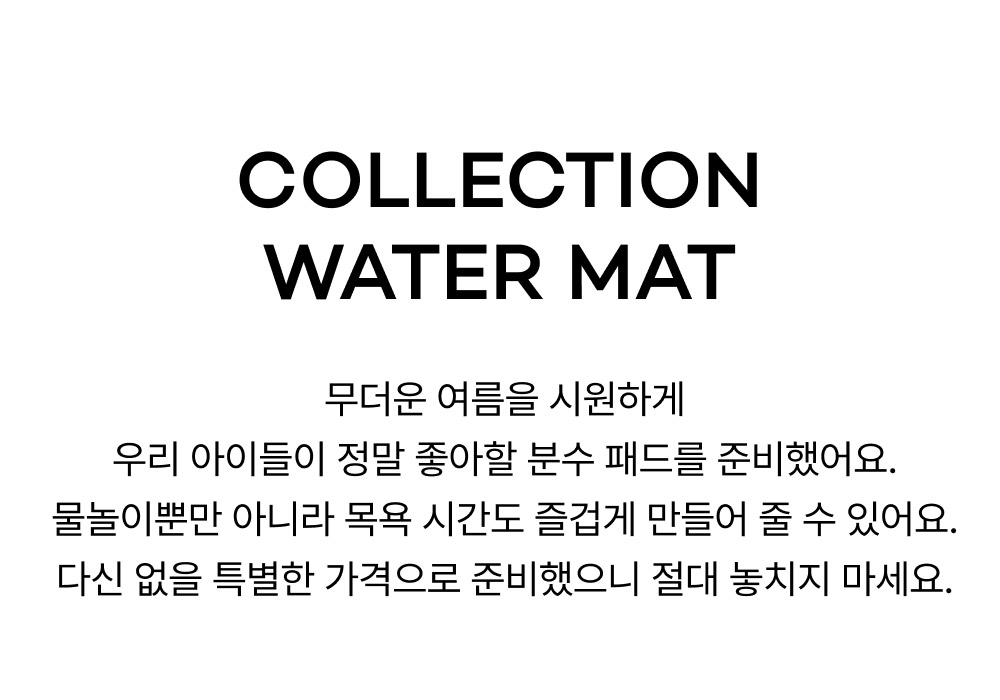 COLLECTION
WATER MAT
무더운 여름을 시원하게
우리 아이들이 정말 좋아할 분수 패드를 준비했어요.
물놀이뿐만 아니라 목욕 시간도 즐겁게 만들어 줄 수 있어요.
다신 없을 특별한 가격으로 준비했으니 절대 놓치지 마세요.